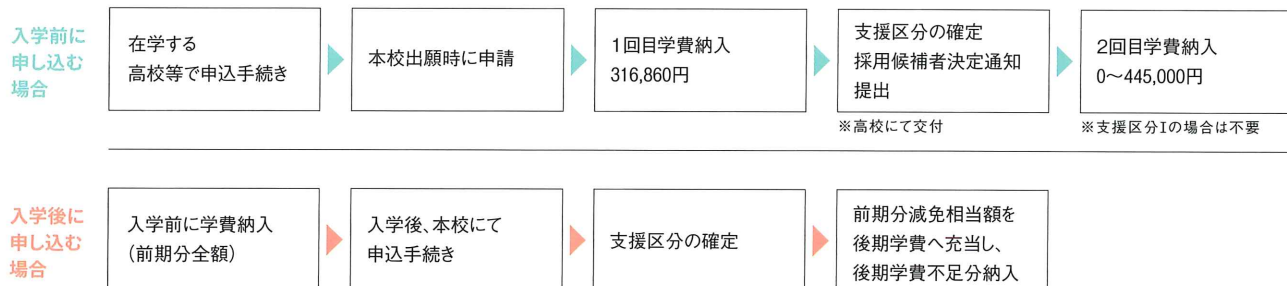 入学前に
申し込む
場合
在学する
高校等で申込手続き
本校出願時に申請
1回目学費納入
316,860円
支援区分の確定
採用候補者決定通知
提出
※高校にて交付
2回目学費納入
0〜445,000円
※支援区分Iの場合は不要
入学後に
申し込む
場合
入学前に学費納入
(前期分全額)
入学後、本校にて
申込手続き
支援区分の確定
前期分減免相当額を
後期学費へ充当し、
後期学費不足分納入